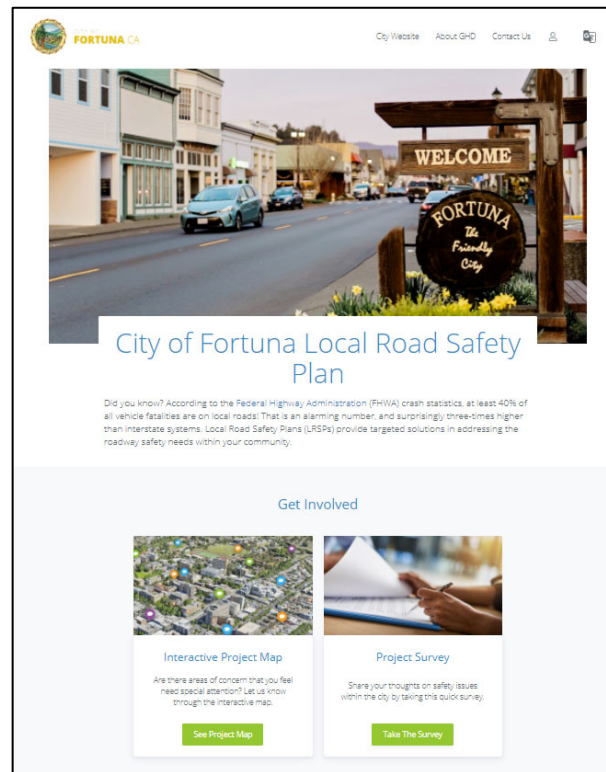 CITY OF
FORTUNA CA
City Website About GHD Contact Us
WELCOME
FORTUNA
The
Friendly
City
City of Fortuna Local Road Safety
Plan
Did you know? According to the Federal Highway Administration (FHWA) crash statistics, at least 40% of
all vehicle fatalities are on local roads! That is an alarming number, and surprisingly three-times higher
than interstate systems. Local Road Safety Plans (LRSPs) provide targeted solutions in addressing the
roadway safety needs within your community.
Get Involved
Interactive Project Map
Are there areas of concern that you feel
need special attention? Let us know
through the interactive map.
See Project Map
Project Survey
Share your thoughts on safety issues
within the city by taking this quick survey.
Take The Survey